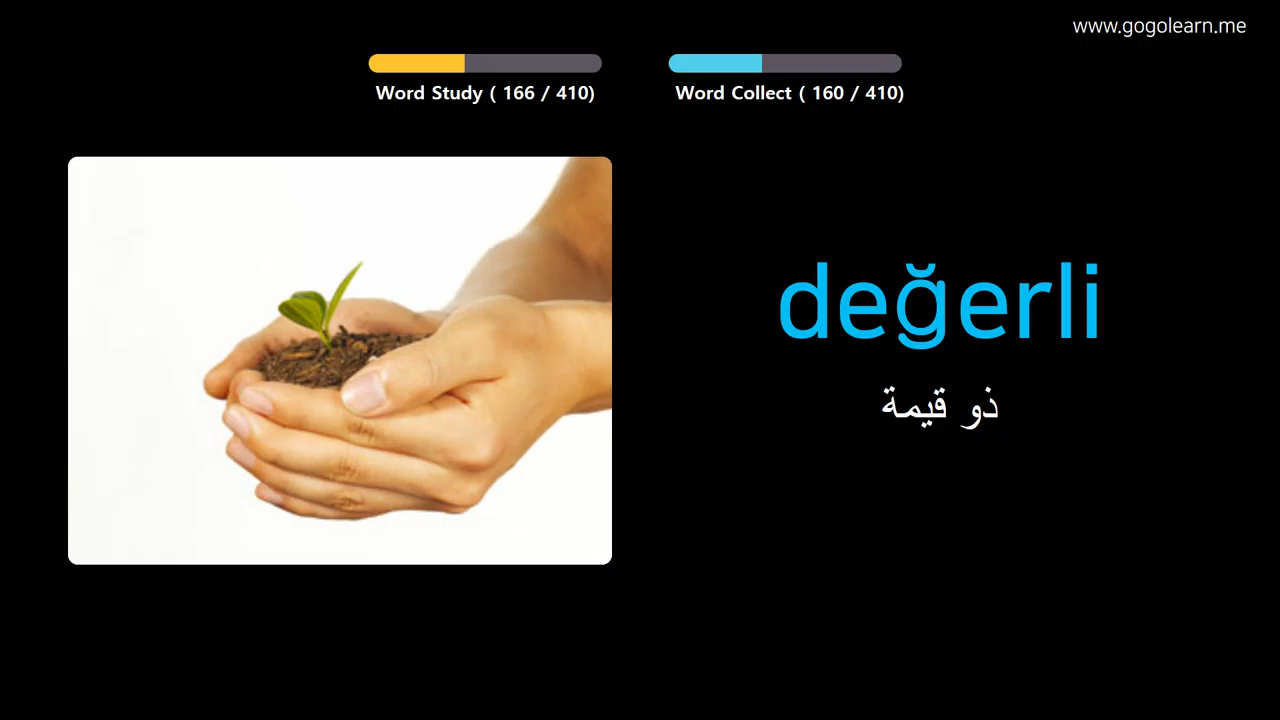 www.gogolearn.me
Word Study ( 166 / 410)
Word Collect ( 160 / 410)
değerli
ذو قيمة